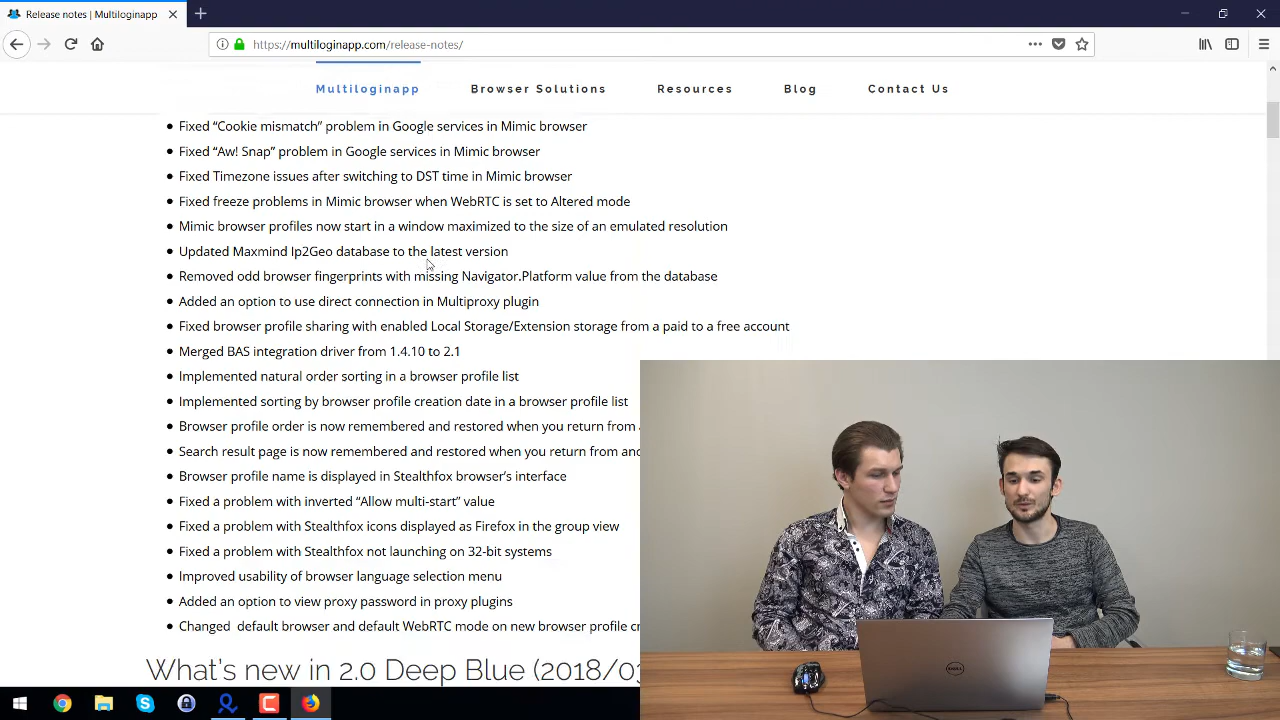 Release notes | Multiloginapp
https://multiloginapp.com/release-notes/
Multiloginapp Browser Solutions Resources Blog Contact Us
Fixed “Cookie mismatch” problem in Google services in Mimic browser
Fixed “Aw! Snap” problem in Google services in Mimic browser
Fixed Timezone issues after switching to DST time in Mimic browser
Fixed freeze problems in Mimic browser when WebRTC is set to Altered mode
Mimic browser profiles now start in a window maximized to the size of an emulated resolution
Updated Maxmind Ip2Geo database to the latest version
Removed odd browser fingerprints with missing Navigator.Platform value from the database
Added an option to use direct connection in Multiproxy plugin
Fixed browser profile sharing with enabled Local Storage/Extension storage from a paid to a free account
Merged BAS integration driver from 1.4.10 to 2.1
Implemented natural order sorting in a browser profile list
Implemented sorting by browser profile creation date in a browser profile list
Browser profile order is now remembered and restored when you return from
Search result page is now remembered and restored when you return from
Browser profile name is displayed in Stealthfox browser’s interface
Fixed a problem with invalid “Allow multi-start” value
Fixed a problem with Stealthfox icons displayed as Firefox in the group view
Fixed a problem with Stealthfox not launching on 32-bit systems
Improved usability of browser language selection menu
Added an option to view proxy password in proxy plugins
Changed default browser and default WebRTC mode on new browser profile
What’s new in 2.0 Deep Blue (2018/
DELL